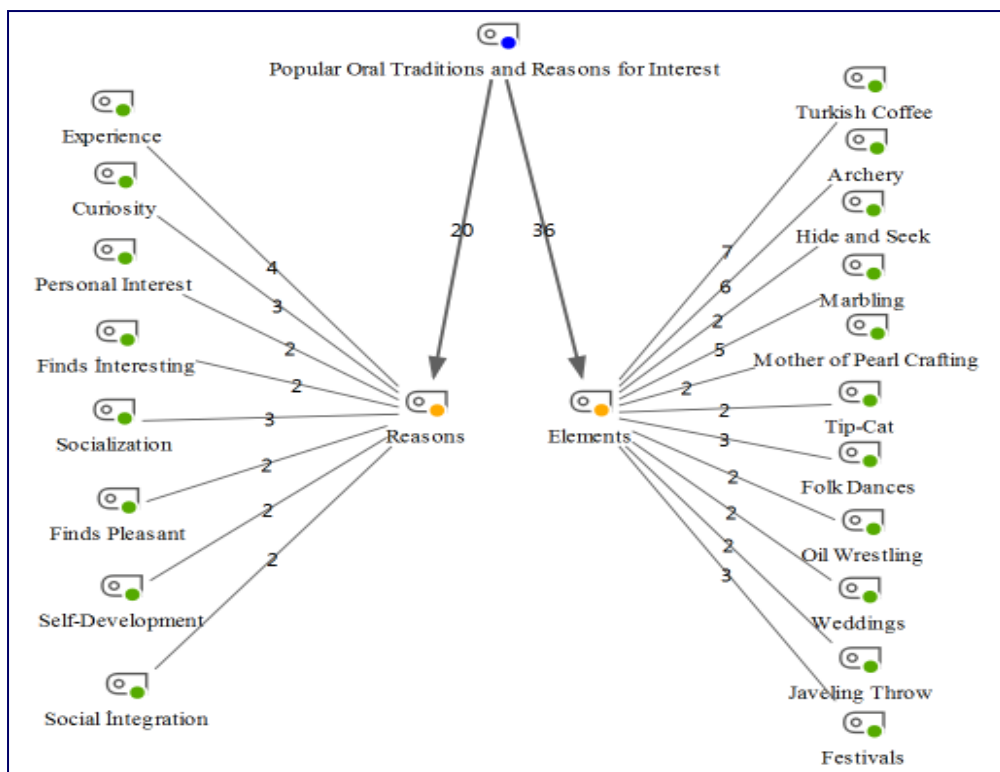 Popular Oral Traditions and Reasons for Interest
20
36
Experience
Curiosity
Personal Interest
Finds İnteresting
Socialization
Finds Pleasant
Self-Development
Social İntegration
4
3
2
2
3
2
2
2
Reasons
Elements
7
6
2
5
2
2
3
2
2
2
3
Turkish Coffee
Archery
Hide and Seek
Marbling
Mother of Pearl Crafting
Tip-Cat
Folk Dances
Oil Wrestling
Weddings
Javeling Throw
Festivals